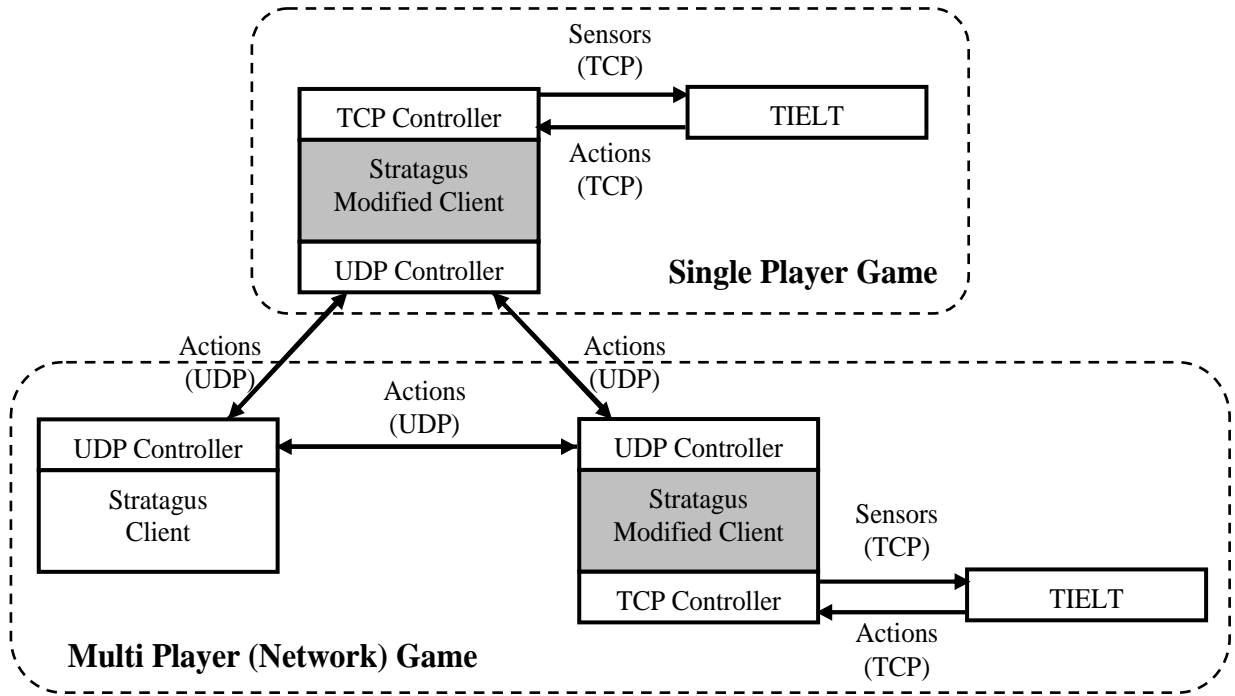 Sensors
(TCP)
TCP Controller
TIELT
Actions
(TCP)
Stratagus
Modified Client
UDP Controller
Single Player Game
Actions
(UDP)
Actions
(UDP)
Actions
(UDP)
UDP Controller
Stratagus
Client
UDP Controller
Stratagus
Modified Client
Sensors
(TCP)
TCP Controller
TIELT
Actions
(TCP)
Multi Player (Network) Game